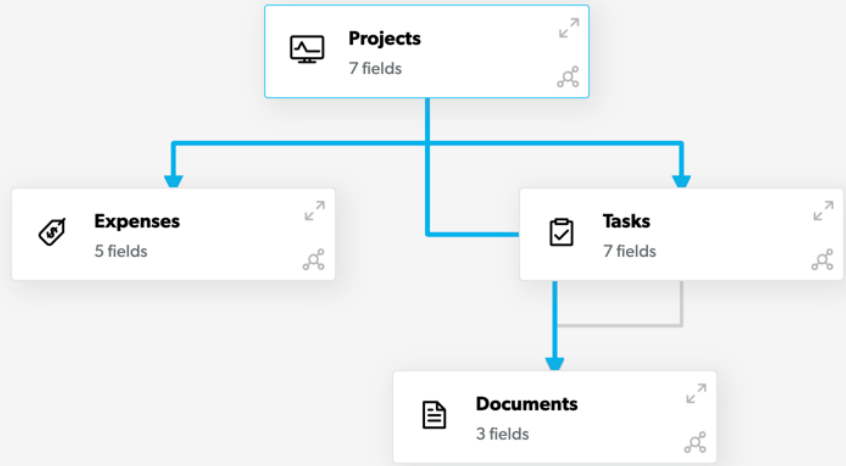 Projects
7 fields
Expenses
5 fields
Tasks
7 fields
Documents
3 fields